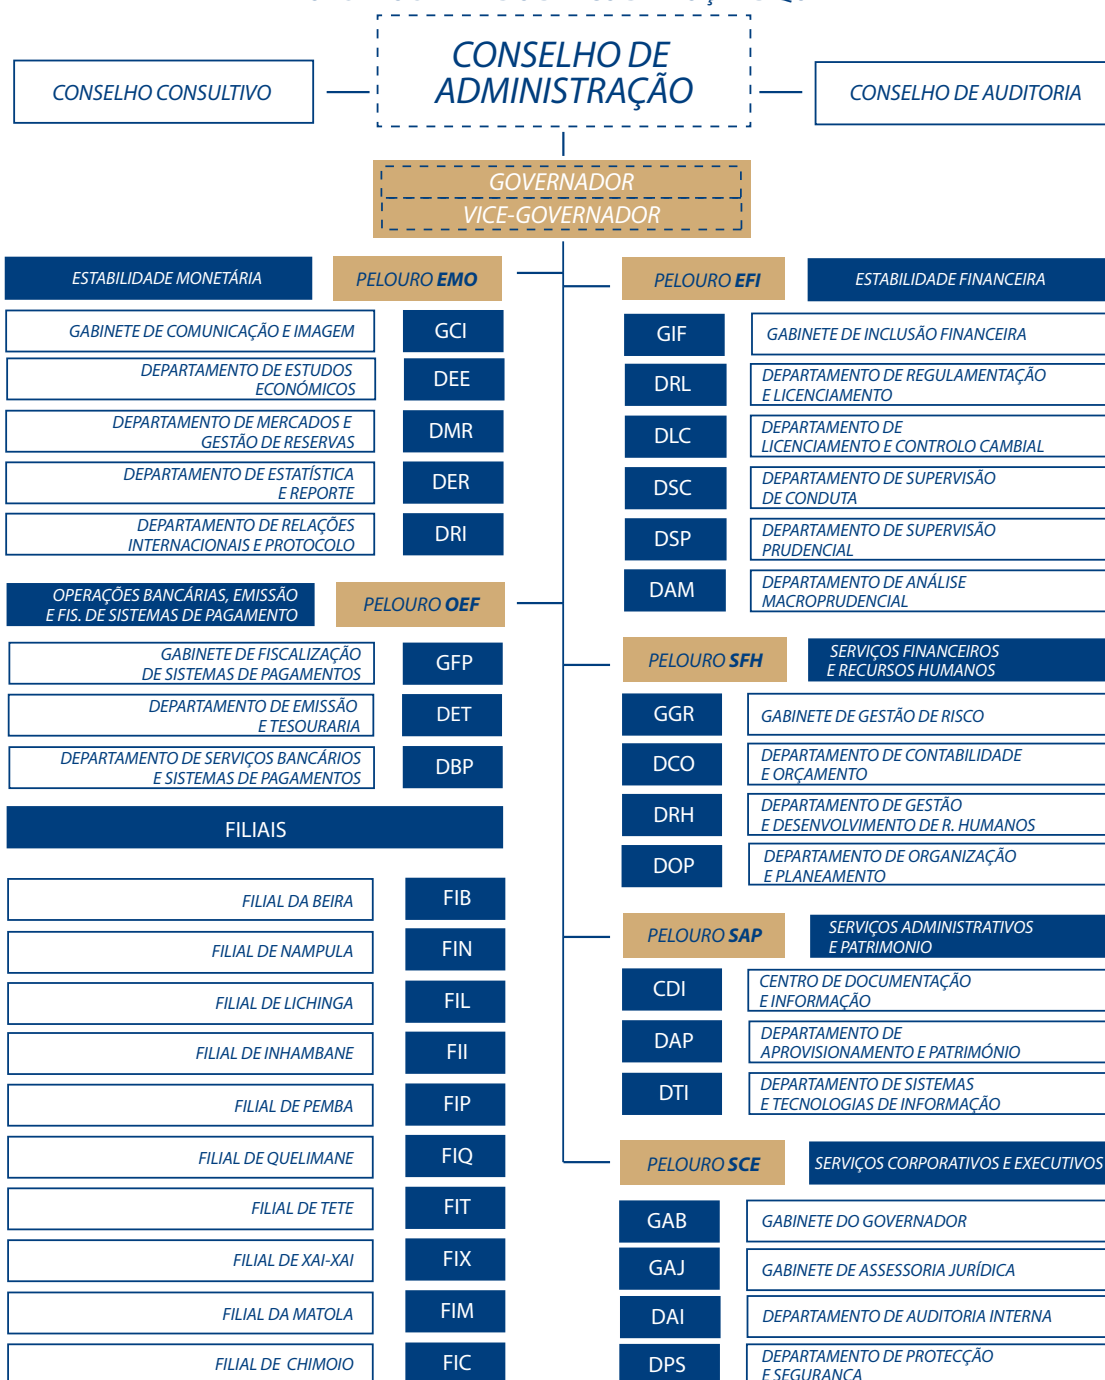 CONSELHO DE
ADMINISTRAÇÃO
CONSELHO CONSULTIVO
CONSELHO DE AUDITORIA
GOVERNADOR
VICE-GOVERNADOR
ESTABILIDADE MONETÁRIA
PELOURO EMO
GABINETE DE COMUNICAÇÃO E IMAGEM
GCI
DEPARTAMENTO DE ESTUDOS
ECONÓMICOS
DEE
DEPARTAMENTO DE MERCADOS E
GESTÃO DE RESERVAS
DMR
DEPARTAMENTO DE ESTATÍSTICA
E REPORTE
DER
DEPARTAMENTO DE RELAÇÕES
INTERNACIONAIS E PROTOCOLO
DRI
OPERAÇÕES BANCÁRIAS, EMISSÃO
E FIS. DE SISTEMAS DE PAGAMENTO
PELOURO OEF
GABINETE DE FISCALIZAÇÃO
DE SISTEMAS DE PAGAMENTOS
GFP
DEPARTAMENTO DE EMISSÃO
E TESOURARIA
DET
DEPARTAMENTO DE SERVIÇOS BANCÁRIOS
E SISTEMAS DE PAGAMENTOS
DBP
FILIAIS
FILIAL DA BEIRA
FIB
FILIAL DE NAMPULA
FIN
FILIAL DE LICHINGA
FIL
FILIAL DE INHAMBANE
FII
FILIAL DE PEMBA
FIP
FILIAL DE QUELIMANE
FIQ
FILIAL DE TETE
FIT
FILIAL DE XAI-XAI
FIX
FILIAL DA MATOLA
FIM
FILIAL DE CHIMOIO
FIC
PELOURO EFI
ESTABILIDADE FINANCEIRA
GIF
GABINETE DE INCLUSÃO FINANCEIRA
DRL
DEPARTAMENTO DE REGULAMENTAÇÃO
E LICENCIAMENTO
DLC
DEPARTAMENTO DE
LICENCIAMENTO E CONTROLO CAMBIAL
DSC
DEPARTAMENTO DE SUPERVISÃO
DE CONDUTA
DSP
DEPARTAMENTO DE SUPERVISÃO
PRUDENCIAL
DAM
DEPARTAMENTO DE ANÁLISE
MACROPRUDENCIAL
PELOURO SFH
SERVIÇOS FINANCEIROS
E RECURSOS HUMANOS
GGR
GABINETE DE GESTÃO DE RISCO
DCO
DEPARTAMENTO DE CONTABILIDADE
E ORÇAMENTO
DRH
DEPARTAMENTO DE GESTÃO
E DESENVOLVIMENTO DE R. HUMANOS
DOP
DEPARTAMENTO DE ORGANIZAÇÃO
E PLANEAMENTO
PELOURO SAP
SERVIÇOS ADMINISTRATIVOS
E PATRIMONIO
CDI
CENTRO DE DOCUMENTAÇÃO
E INFORMAÇÃO
DAP
DEPARTAMENTO DE
APROVISIONAMENTO E PATRIMÓNIO
DTI
DEPARTAMENTO DE SISTEMAS
E TECNOLOGIAS DE INFORMAÇÃO
PELOURO SCE
SERVIÇOS CORPORATIVOS E EXECUTIVOS
GAB
GABINETE DO GOVERNADOR
GAJ
GABINETE DE ASSESSORIA JURÍDICA
DAI
DEPARTAMENTO DE AUDITORIA INTERNA
DPS
DEPARTAMENTO DE PROTECÇÃO
E SEGURANÇA